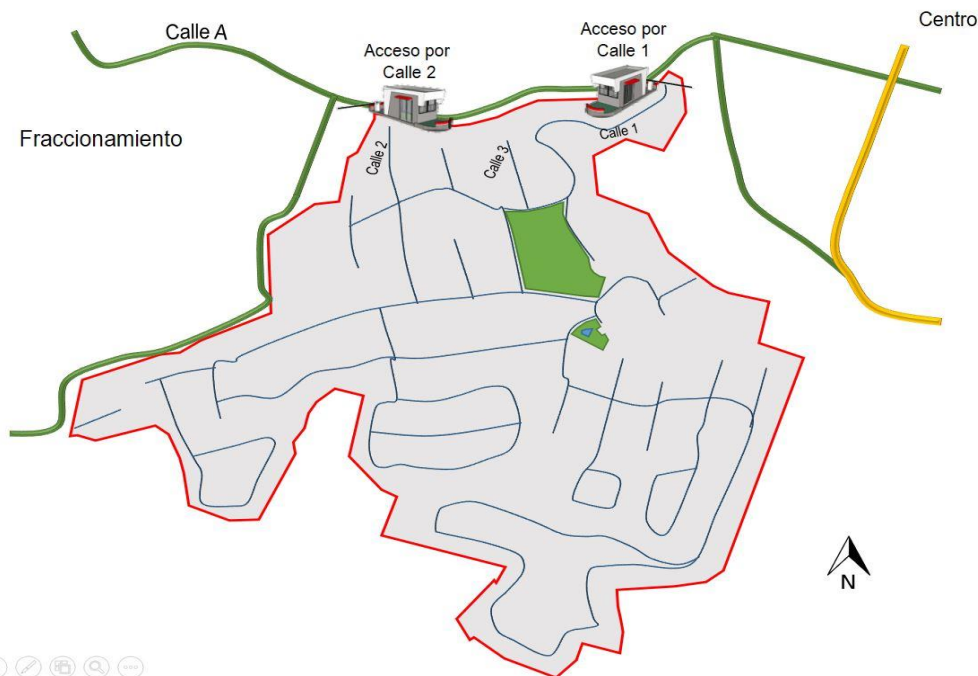 Centro
Calle A
Acceso por
Calle 2
Acceso por
Calle 1
Fraccionamiento
Calle 1
Calle 2
Calle 3
N